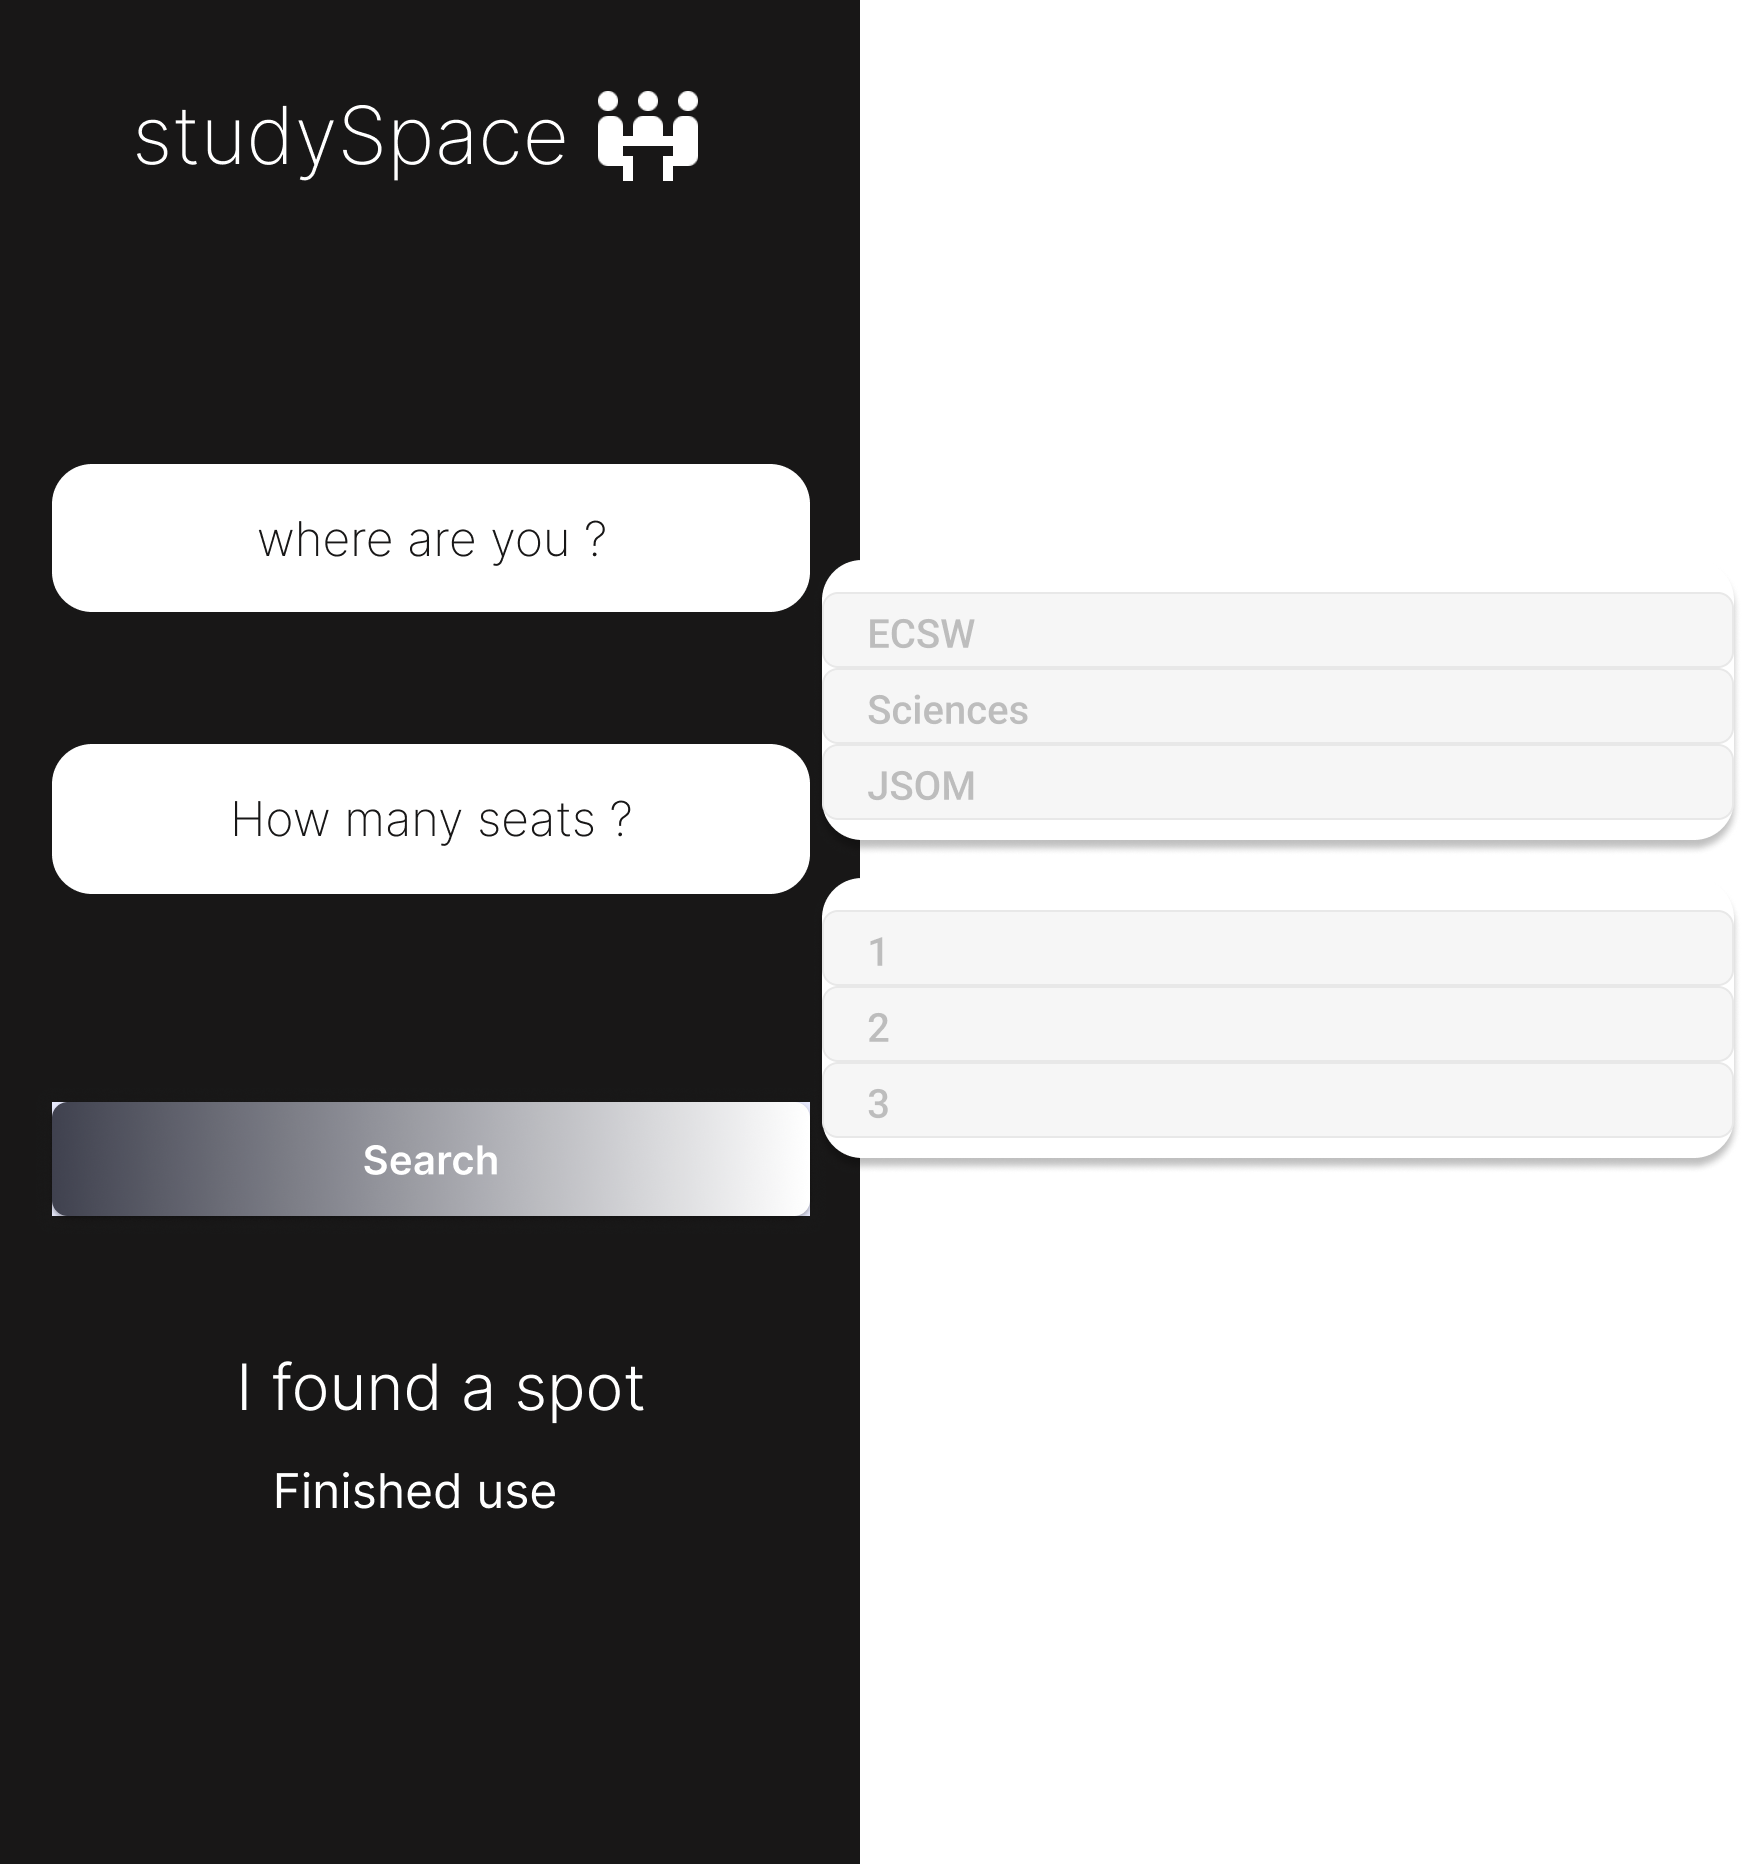 studySpace
where are you ?
How many seats ?
Search
I found a spot
Finished use
ECSW
Sciences
JSOM
1
2
3